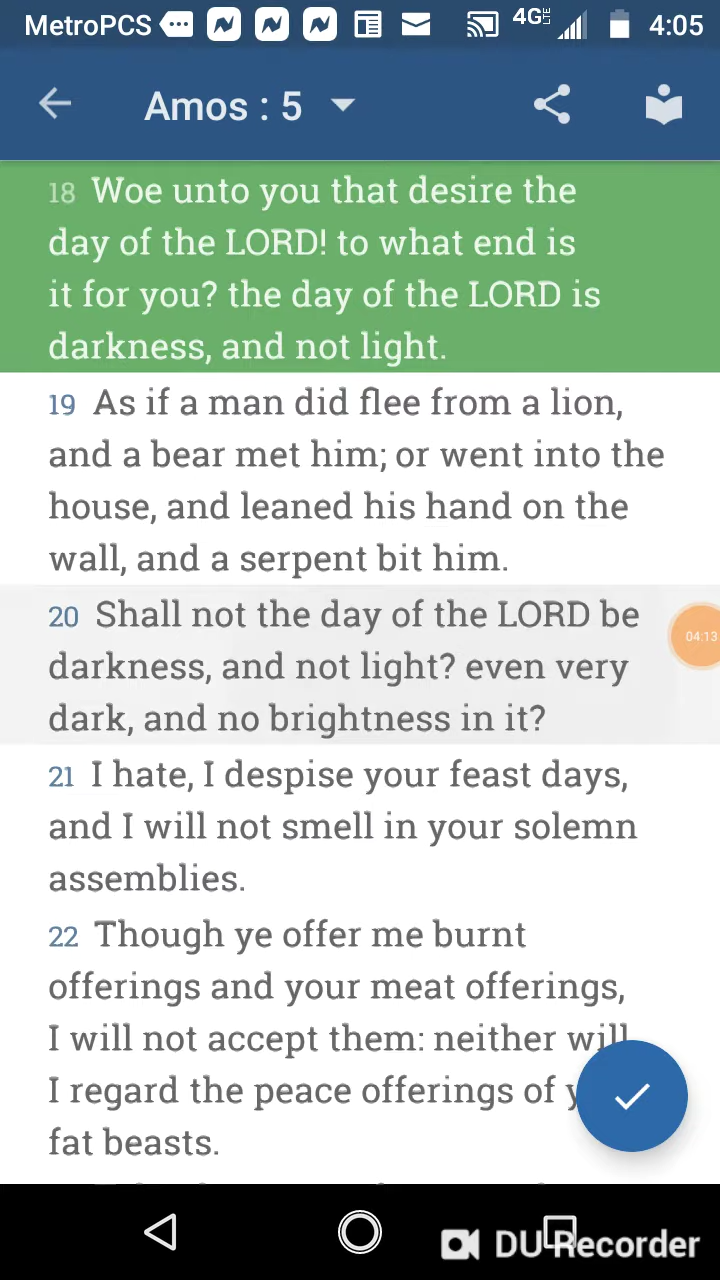 MetroPCS 4G LTE 4:05
Amos : 5
18 Woe unto you that desire the
day of the LORD! to what end is
it for you? the day of the LORD is
darkness, and not light.
19 As if a man did flee from a lion,
and a bear met him; or went into the
house, and leaned his hand on the
wall, and a serpent bit him.
20 Shall not the day of the LORD be
04:13
darkness, and not light? even very
dark, and no brightness in it?
21 I hate, I despise your feast days,
and I will not smell in your solemn
assemblies.
22 Though ye offer me burnt
offerings and your meat offerings,
I will not accept them: neither will
I regard the peace offerings of
fat beasts.
DU Recorder